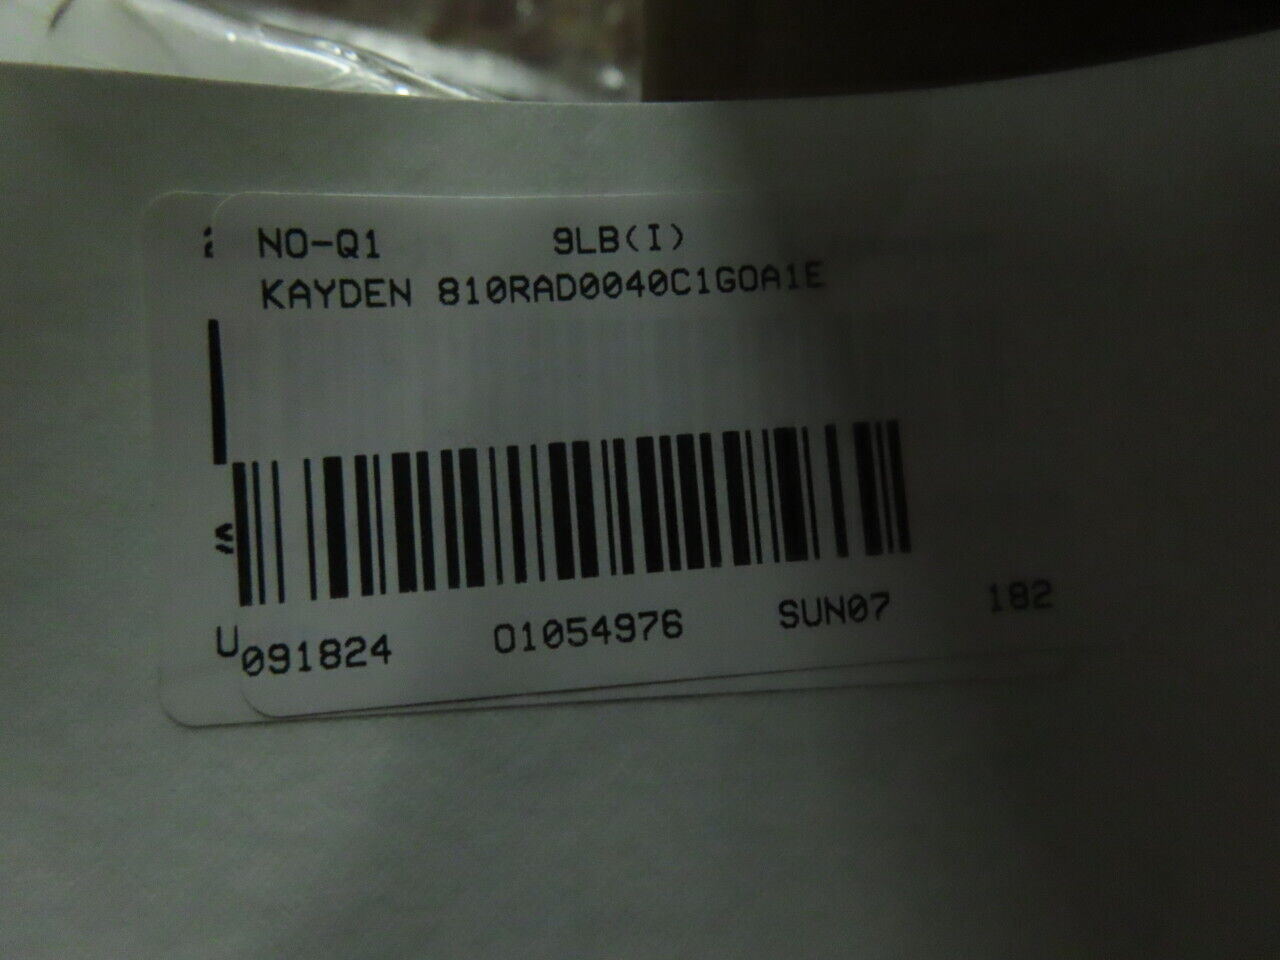 NO-Q1 9LB(I)
KAYDEN 810RAD0040C1GOA1E
U
091824 01054976 SUN07 182